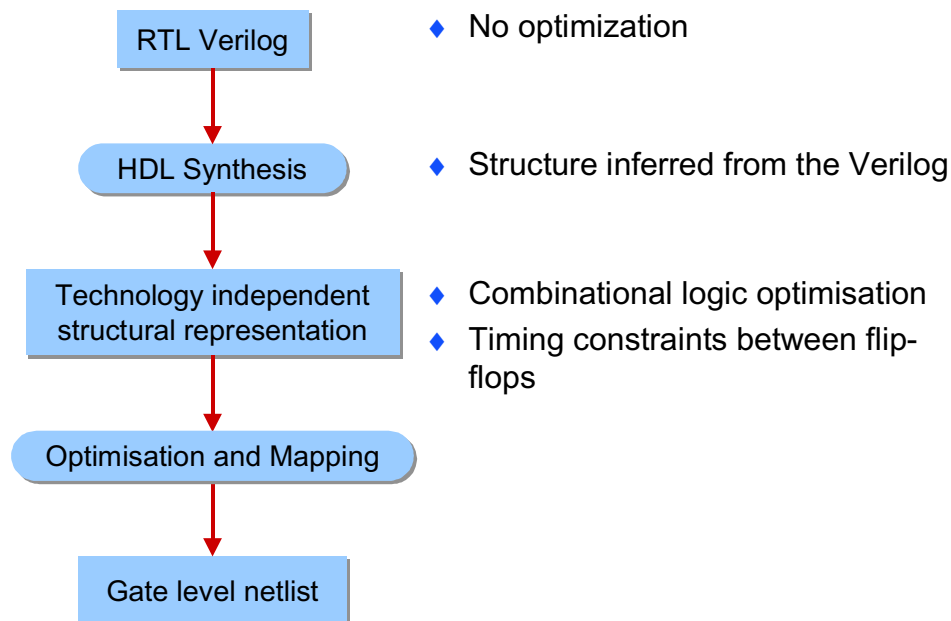 RTL Verilog
♦ No optimization
HDL Synthesis
♦ Structure inferred from the Verilog
Technology independent
structural representation
♦ Combinational logic optimisation
♦ Timing constraints between flip-
flops
Optimisation and Mapping
Gate level netlist